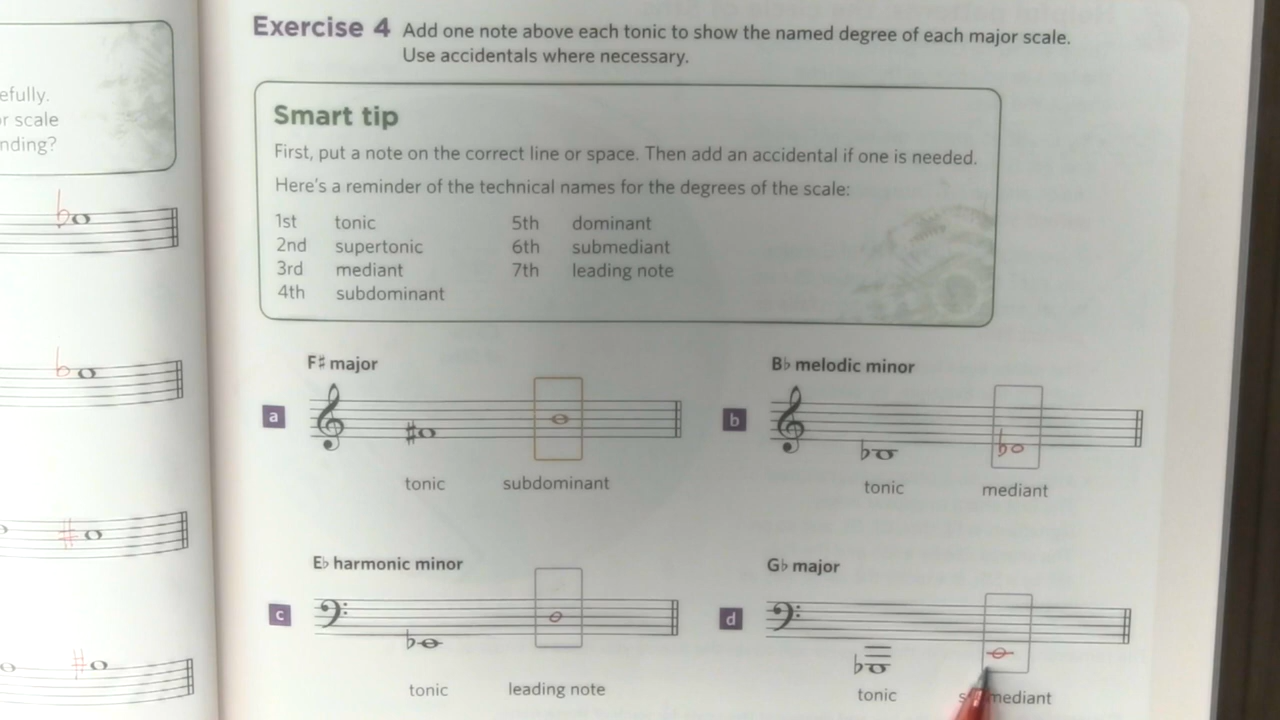 efully.
or scale
nding?
Exercise 4 Add one note above each tonic to show the named degree of each major scale.
Use accidentals where necessary.
Smart tip
First, put a note on the correct line or space. Then add an accidental if one is needed.
Here's a reminder of the technical names for the degrees of the scale:
1st tonic 5th dominant
2nd supertonic 6th submediant
3rd mediant 7th leading note
4th subdominant
F♯ major
a
tonic subdominant
B♭ melodic minor
b
tonic mediant
E♭ harmonic minor
c
tonic leading note
G♭ major
d
tonic s mediant